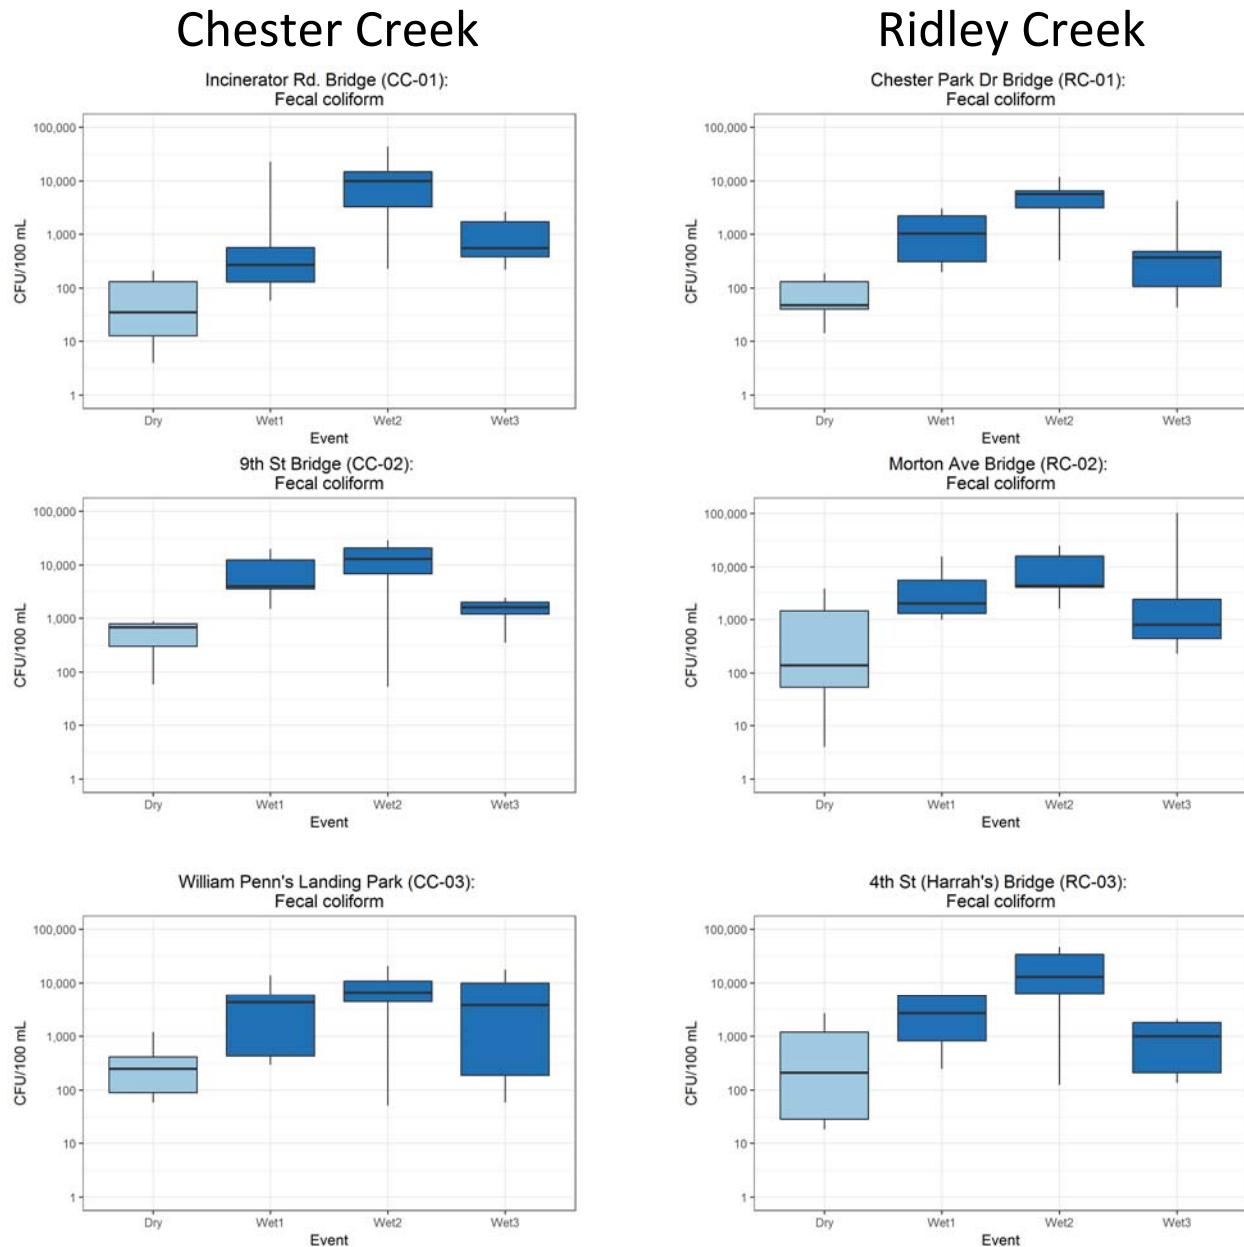 Chester Creek
Ridley Creek
Incinerator Rd. Bridge (CC-01):
Fecal coliform
100,000
10,000
1,000
100
10
1
CFU/100 mL
Dry
Wet1
Wet2
Wet3
Event
Chester Park Dr Bridge (RC-01):
Fecal coliform
100,000
10,000
1,000
100
10
1
CFU/100 mL
Dry
Wet1
Wet2
Wet3
Event
9th St Bridge (CC-02):
Fecal coliform
100,000
10,000
1,000
100
10
1
CFU/100 mL
Dry
Wet1
Wet2
Wet3
Event
Morton Ave Bridge (RC-02):
Fecal coliform
100,000
10,000
1,000
100
10
1
CFU/100 mL
Dry
Wet1
Wet2
Wet3
Event
William Penn's Landing Park (CC-03):
Fecal coliform
100,000
10,000
1,000
100
10
1
CFU/100 mL
Dry
Wet1
Wet2
Wet3
Event
4th St (Harrah's) Bridge (RC-03):
Fecal coliform
100,000
10,000
1,000
100
10
1
CFU/100 mL
Dry
Wet1
Wet2
Wet3
Event